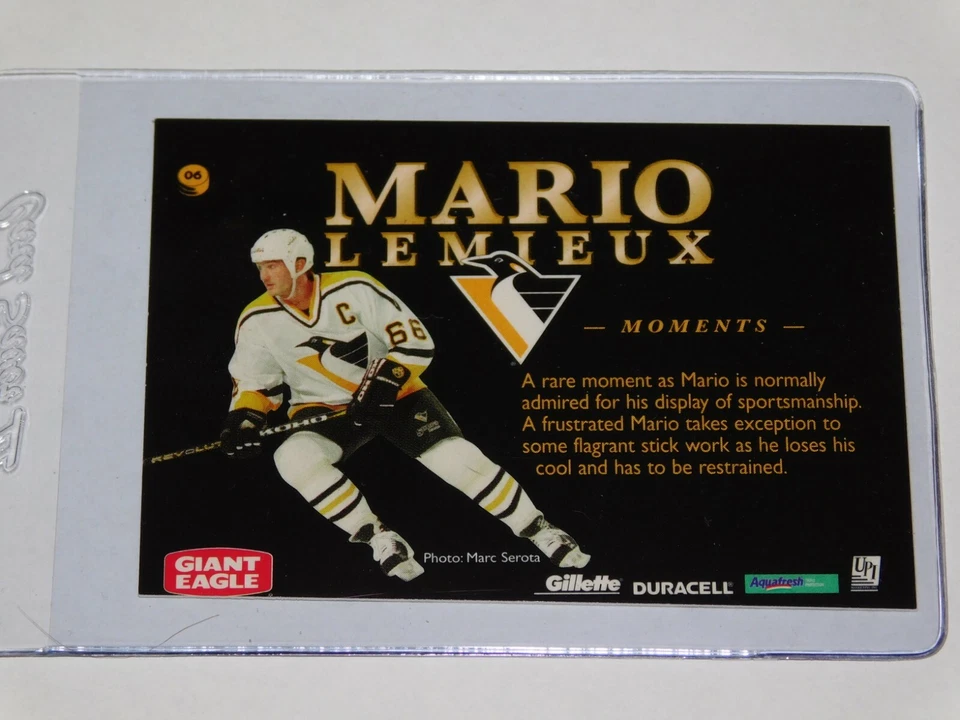 06
MARIO
LEMIEUX
— MOMENTS —
A rare moment as Mario is normally
admired for his display of sportsmanship.
A frustrated Mario takes exception to
some flagrant stick work as he loses his
cool and has to be restrained.
C
66
KOHO
REVOLUT
Photo: Marc Serota
GIANT
EAGLE
Gillette
DURACELL
Aquafresh
UPI